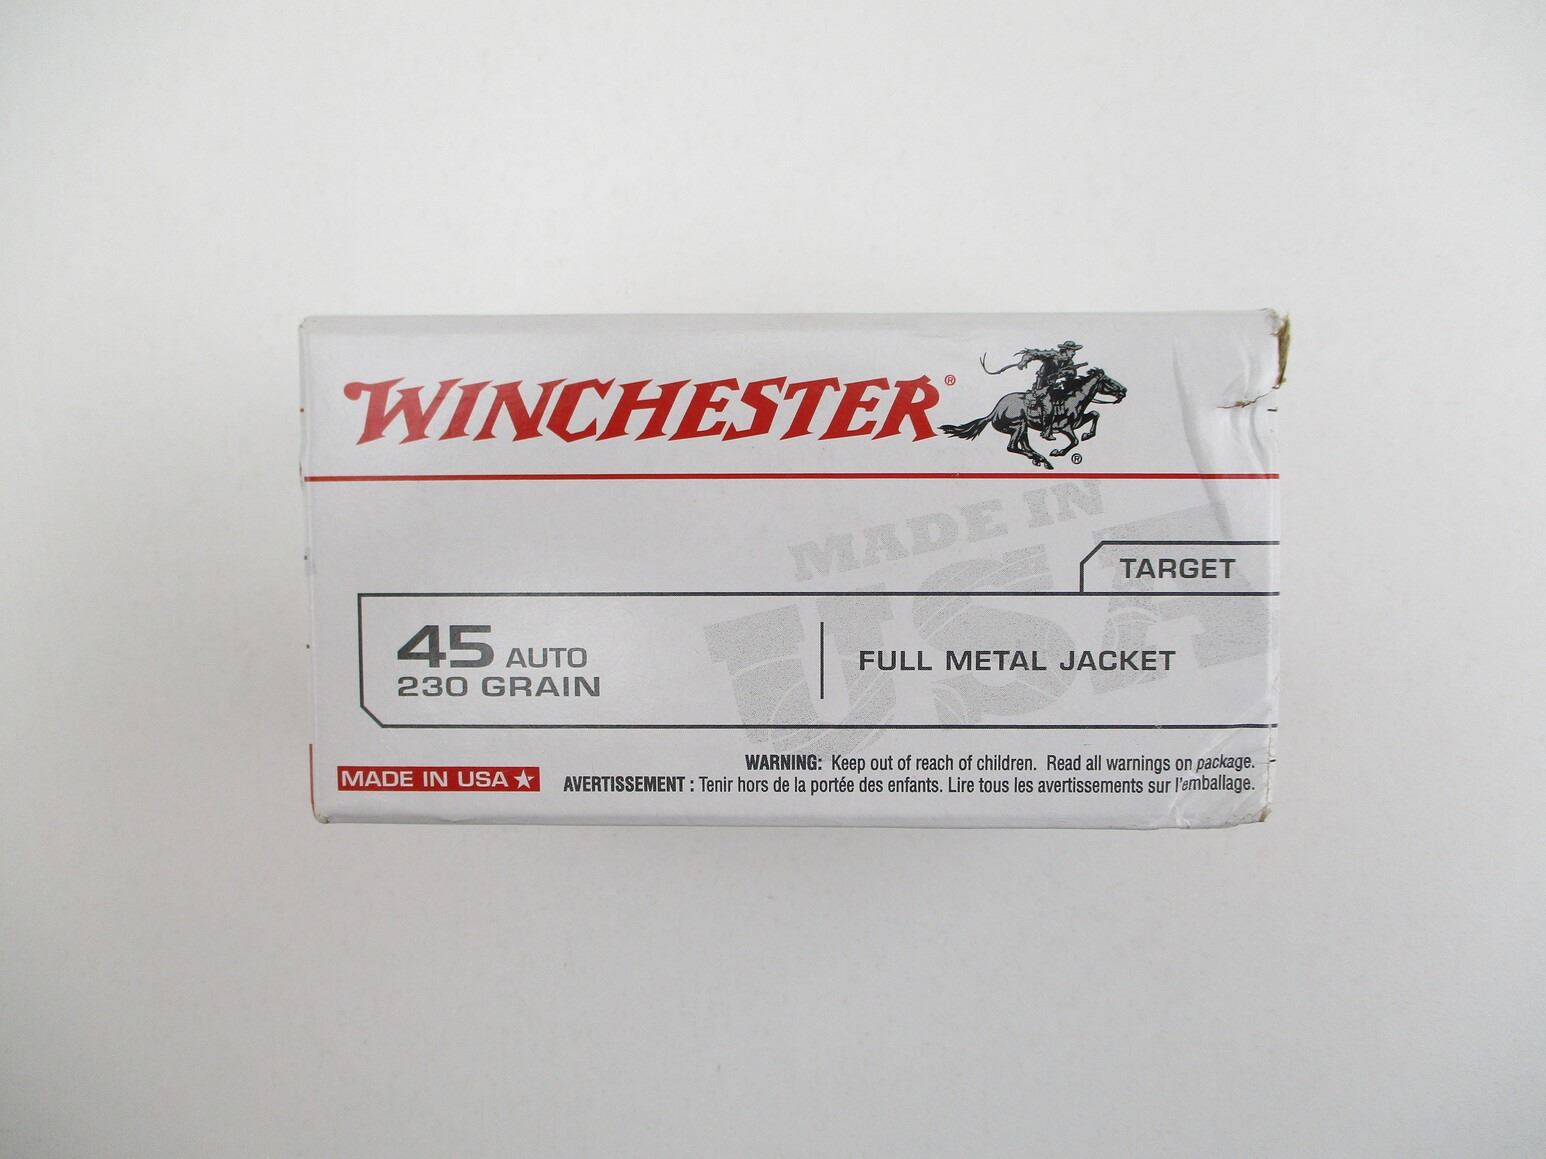 WINCHESTER®
®
MADE IN
USA
TARGET
45 AUTO
230 GRAIN
FULL METAL JACKET
MADE IN USA
WARNING: Keep out of reach of children. Read all warnings on package.
AVERTISSEMENT : Tenir hors de la portée des enfants. Lire tous les avertissements sur l'emballage.